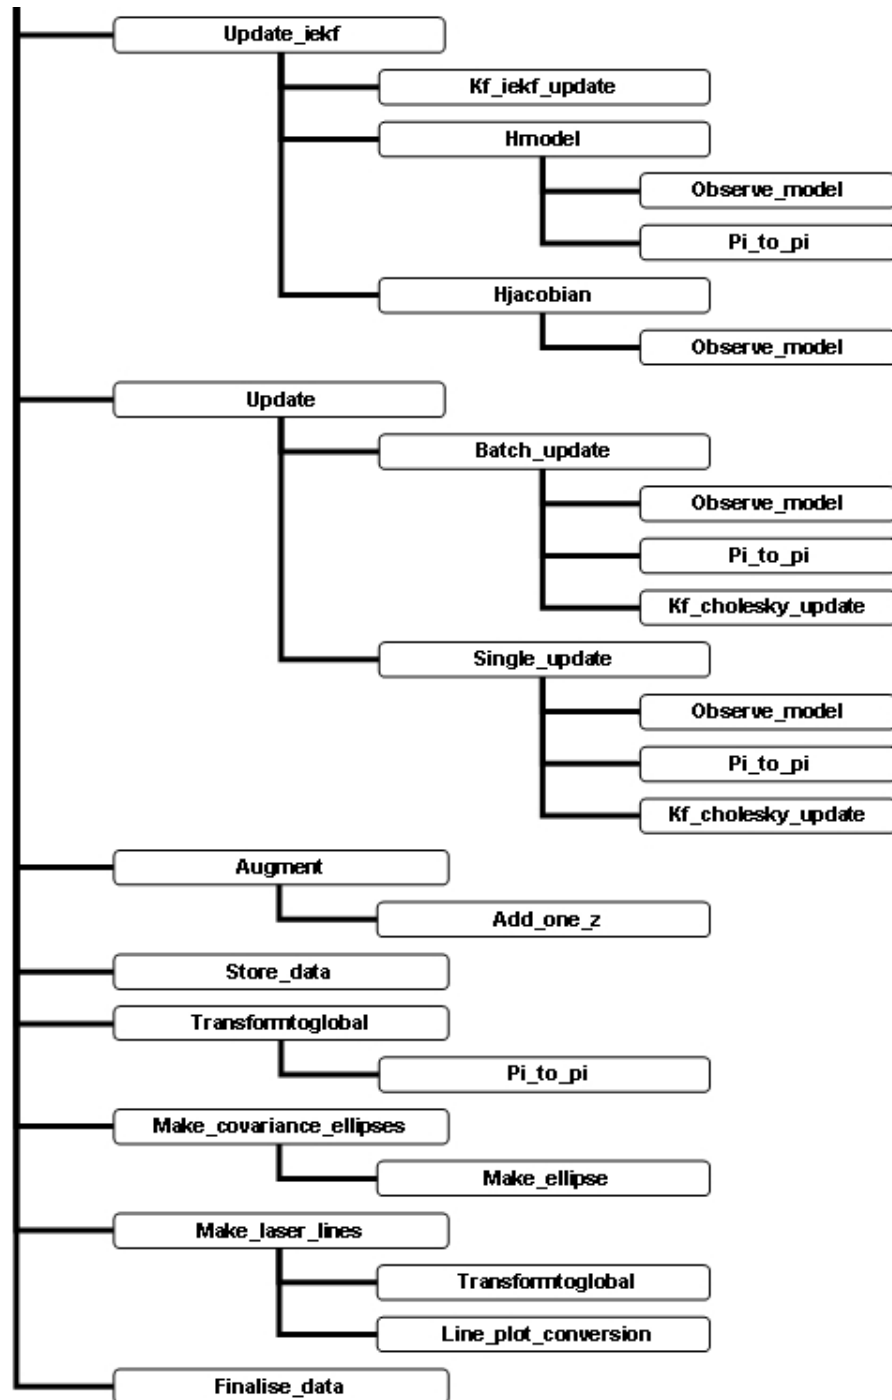 Update_iekf
Kf_iekf_update
Hmodel
Observe_model
Pi_to_pi
Hjacobian
Observe_model
Update
Batch_update
Observe_model
Pi_to_pi
Kf_cholesky_update
Single_update
Observe_model
Pi_to_pi
Kf_cholesky_update
Augment
Add_one_z
Store_data
Transformtoglobal
Pi_to_pi
Make_covariance_ellipses
Make_ellipse
Make_laser_lines
Transformtoglobal
Line_plot_conversion
Finalise_data